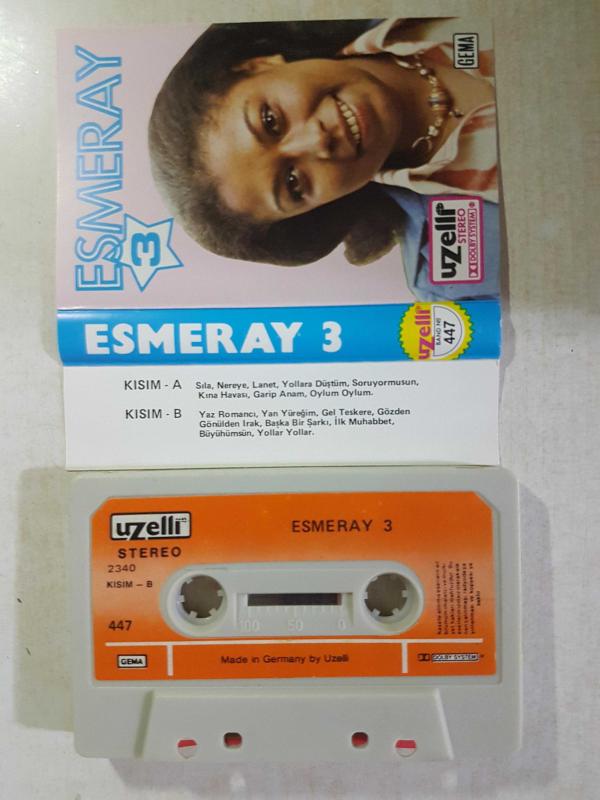 ESMERAY
3
GEMA
uzelli
STEREO
DOLBY SYSTEM
ESMERAY 3
uzelli
BAND NR
447
KISIM - A Sıla, Nereye, Lanet, Yollara Düştüm, Soruyormusun,
Kına Havası, Garip Anam, Oylum Oylum.
KISIM - B Yaz Romancı, Yan Yüreğim, Gel Teskere, Gözden
Gönülden Irak, Başka Bir Şarkı, İlk Muhabbet,
Büyühümsün, Yollar Yollar.
uzelli
ESMERAY 3
STEREO
2340
KISIM – B
100 50 0
447
GEMA
Made in Germany by Uzelli
DOLBY SYSTEM